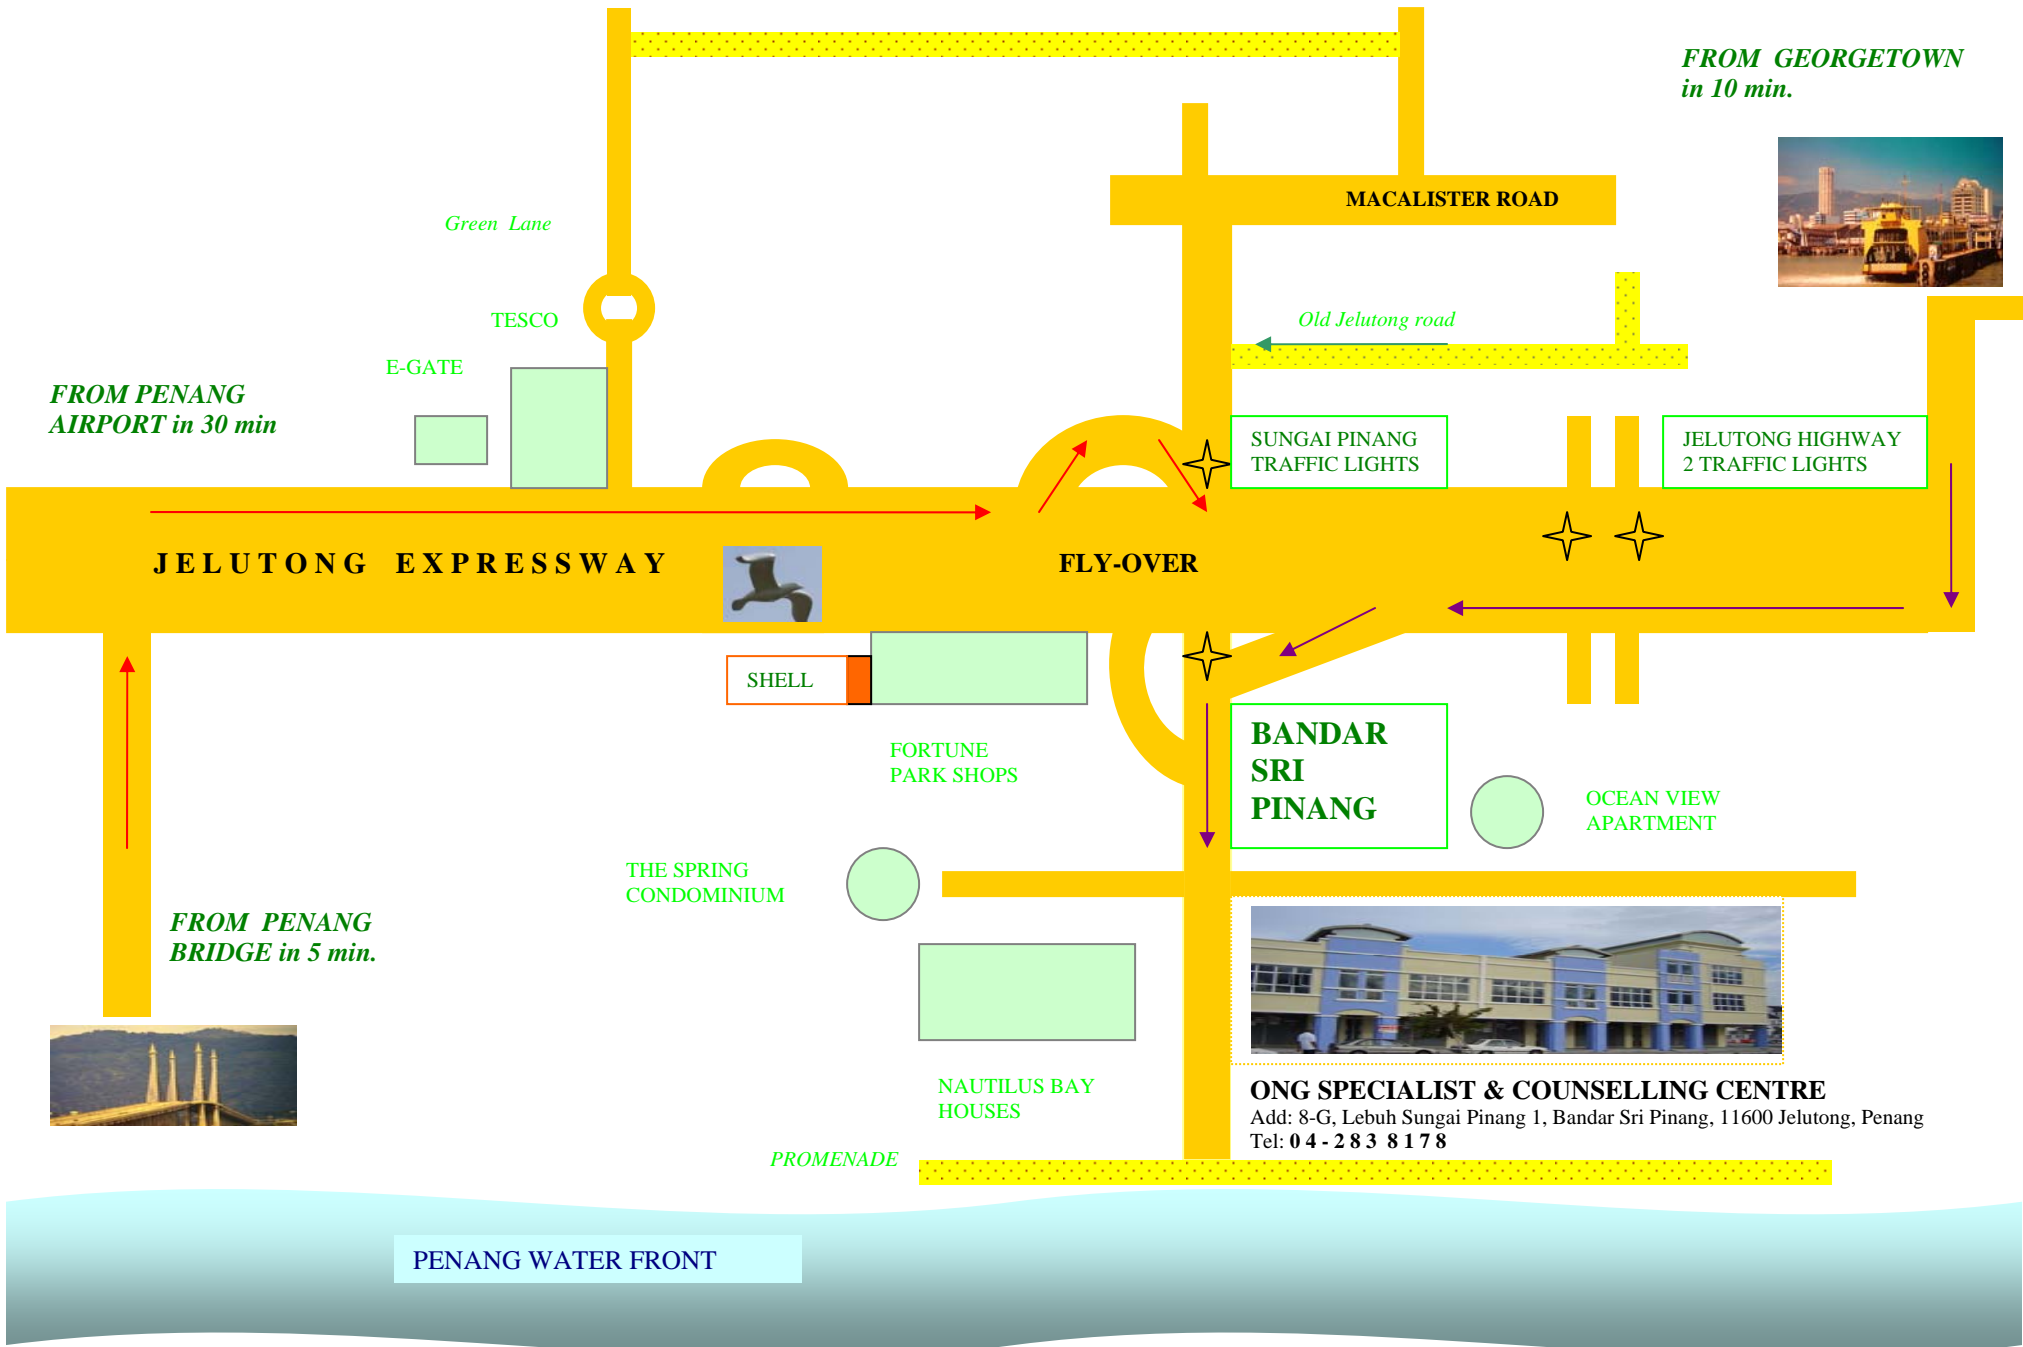 FROM GEORGETOWN
in 10 min.
MACALISTER ROAD
Green Lane
TESCO
Old Jelutong road
E-GATE
FROM PENANG
AIRPORT in 30 min
SUNGAI PINANG
TRAFFIC LIGHTS
JELUTONG HIGHWAY
2 TRAFFIC LIGHTS
JELUTONG EXPRESSWAY
FLY-OVER
SHELL
BANDAR
SRI
PINANG
FORTUNE
PARK SHOPS
OCEAN VIEW
APARTMENT
THE SPRING
CONDOMINIUM
FROM PENANG
BRIDGE in 5 min.
NAUTILUS BAY
HOUSES
ONG SPECIALIST & COUNSELLING CENTRE
Add: 8-G, Lebuh Sungai Pinang 1, Bandar Sri Pinang, 11600 Jelutong, Penang
Tel: 04-283 8178
PROMENADE
PENANG WATER FRONT